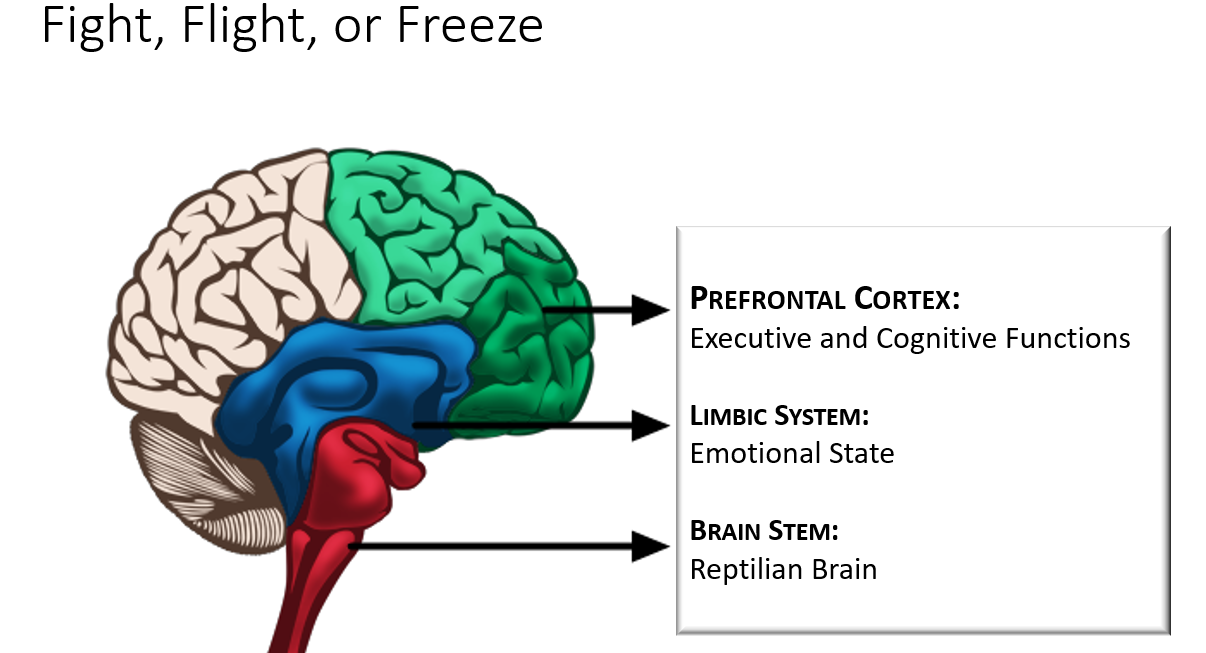 Fight, Flight, or Freeze
PREFRONTAL CORTEX:
Executive and Cognitive Functions
LIMBIC SYSTEM:
Emotional State
BRAIN STEM:
Reptilian Brain